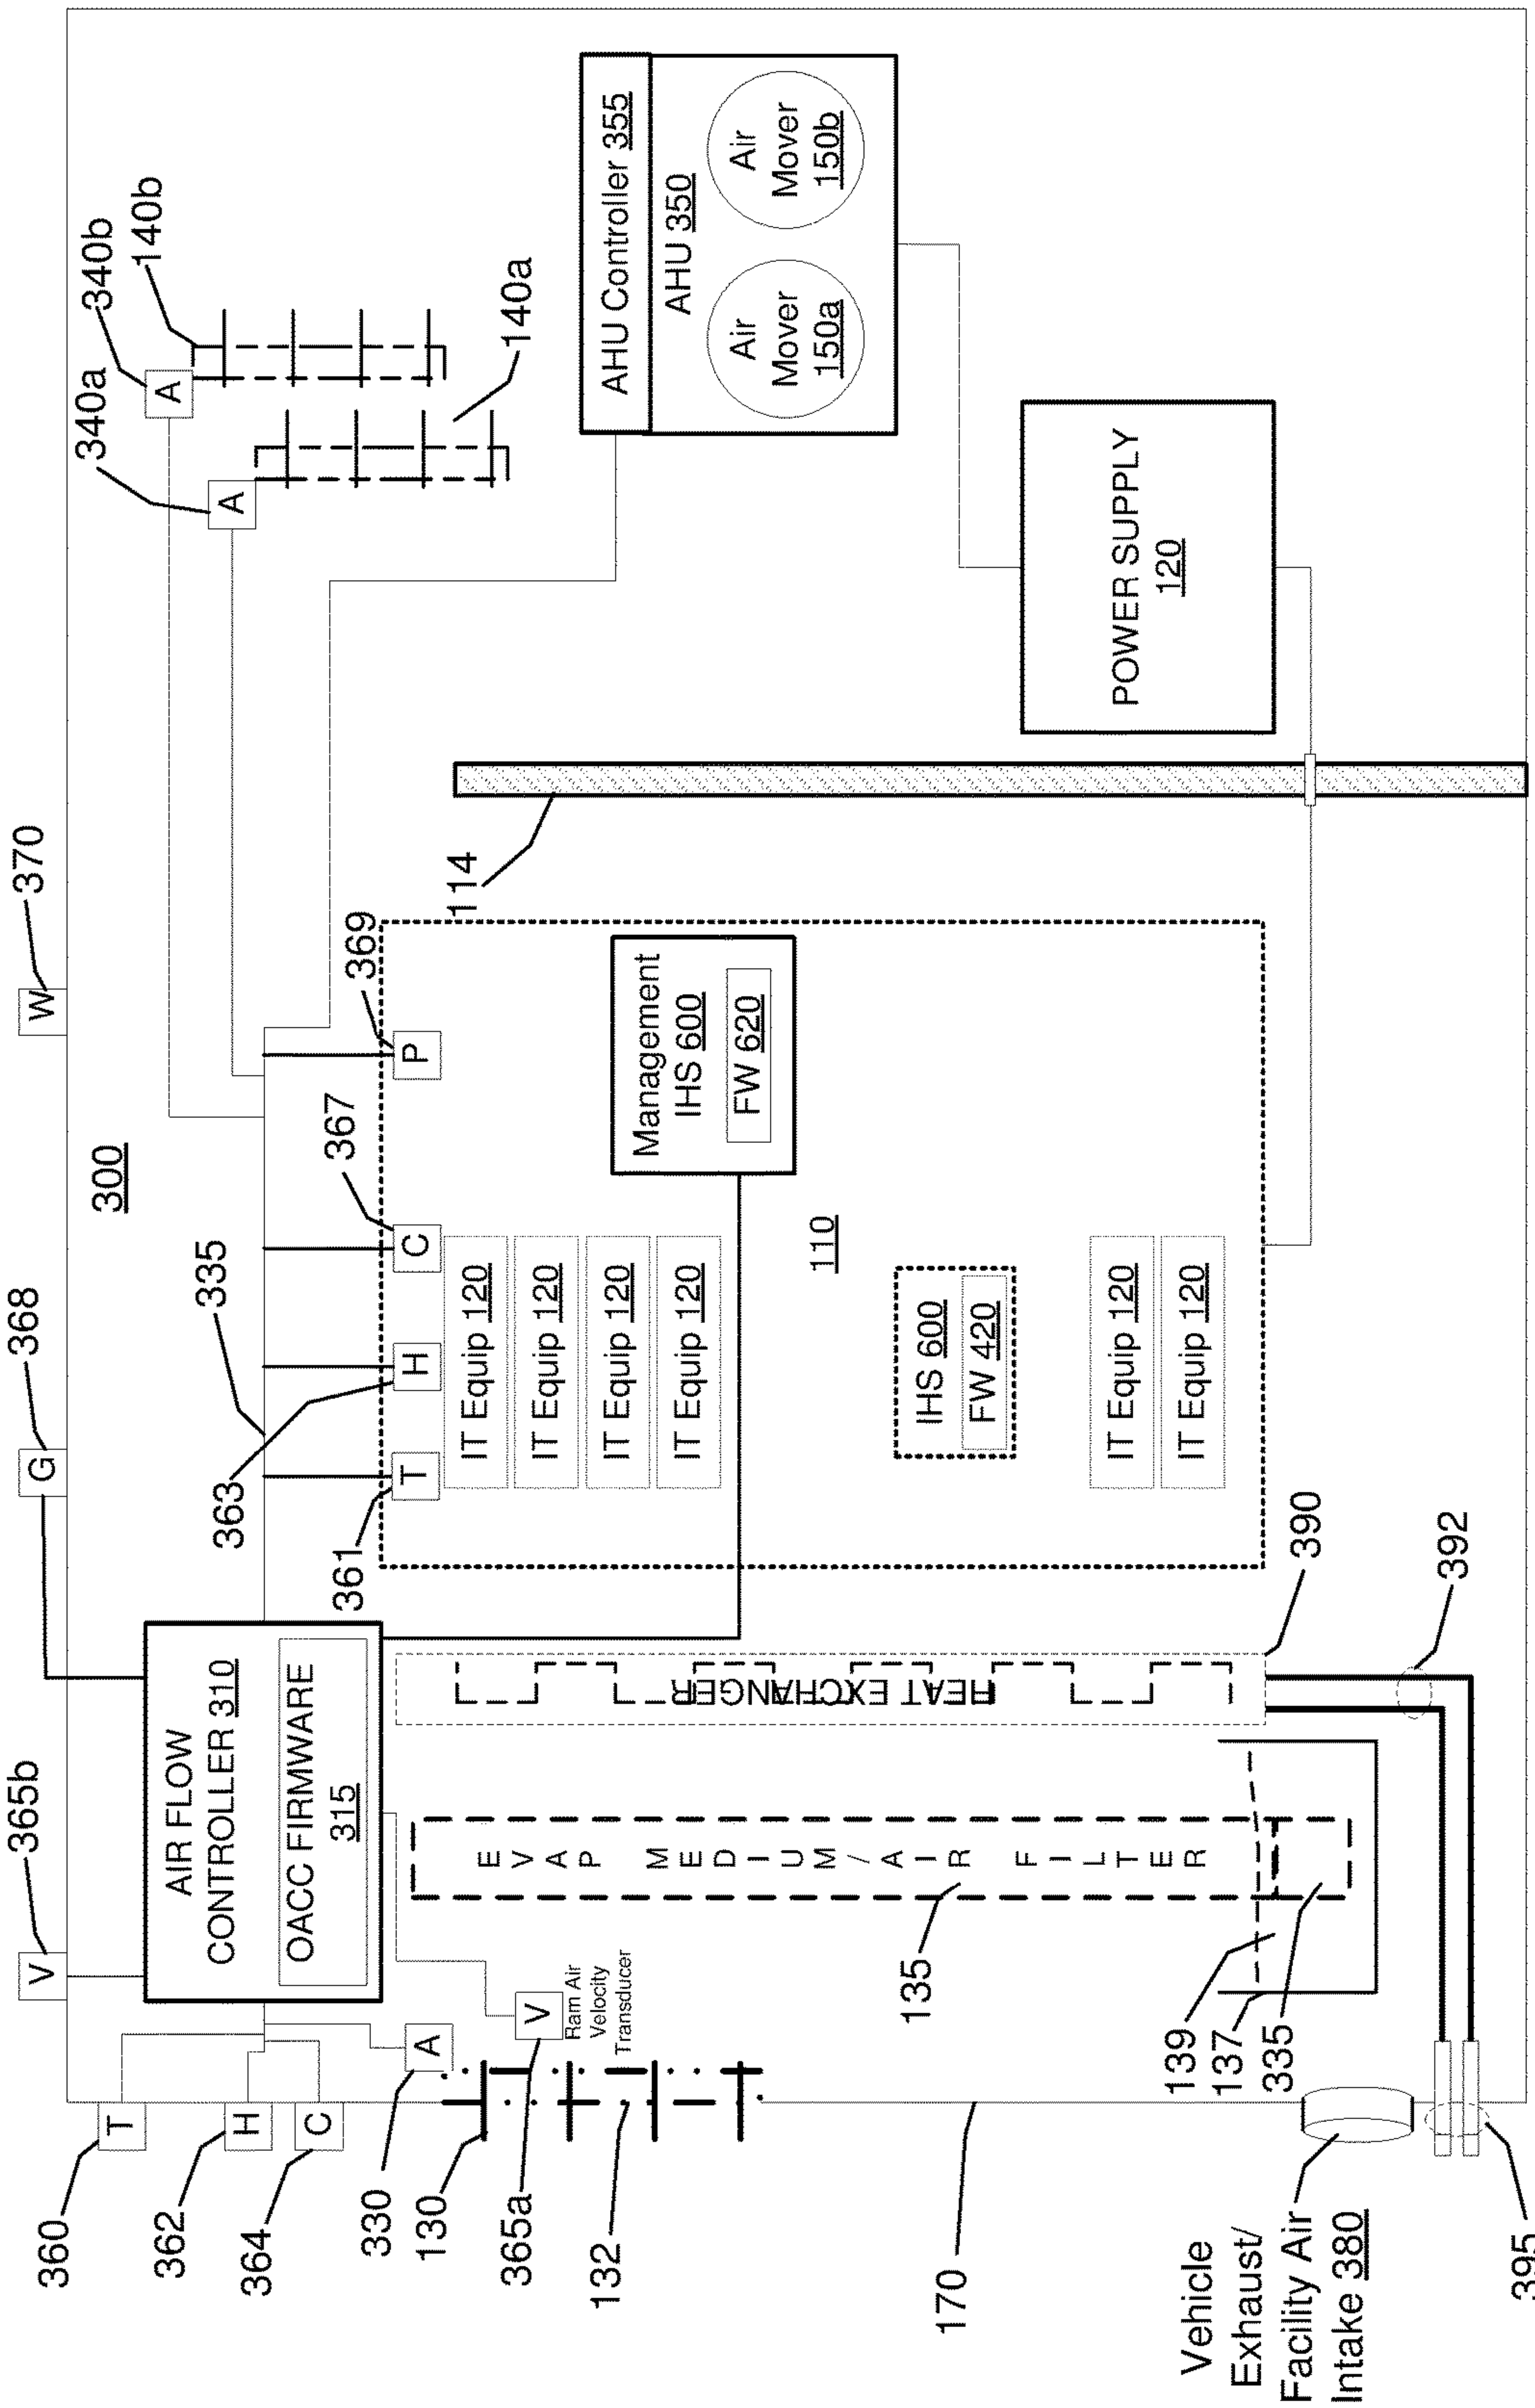 300
360
T
362
H
364
C
365b
V
368
G
370
W
AIR FLOW
CONTROLLER 310
OACC FIRMWARE
315
330
A
130
365a
V
Ram Air
Velocity
Transducer
132
170
335
361
T
363
H
367
C
369
P
IT Equip 120
IT Equip 120
IT Equip 120
IT Equip 120
Management
IHS 600
FW 620
110
IHS 600
FW 420
IT Equip 120
IT Equip 120
114
340a
A
340b
A
140b
140a
AHU Controller 355
AHU 350
Air
Mover
150a
Air
Mover
150b
POWER SUPPLY
120
EVAP MEDIUM/AIR FILTER
135
HEAT EXCHANGER
390
392
139
137
335
Vehicle
Exhaust/
Facility Air
Intake 380
395